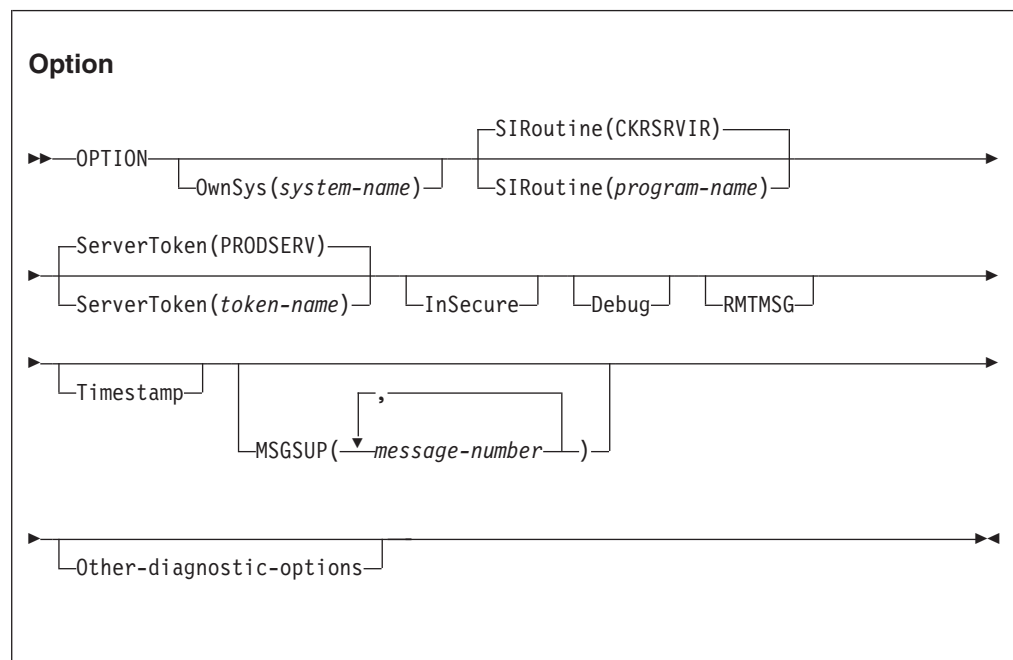 Option
SIRoutine(CKRSRVIR)
OPTION
OwnSys(system-name)
SIRoutine(program-name)
ServerToken(PRODSERV)
ServerToken(token-name)
InSecure
Debug
RMTMSG
Timestamp
,
MSGSUP(message-number)
Other-diagnostic-options